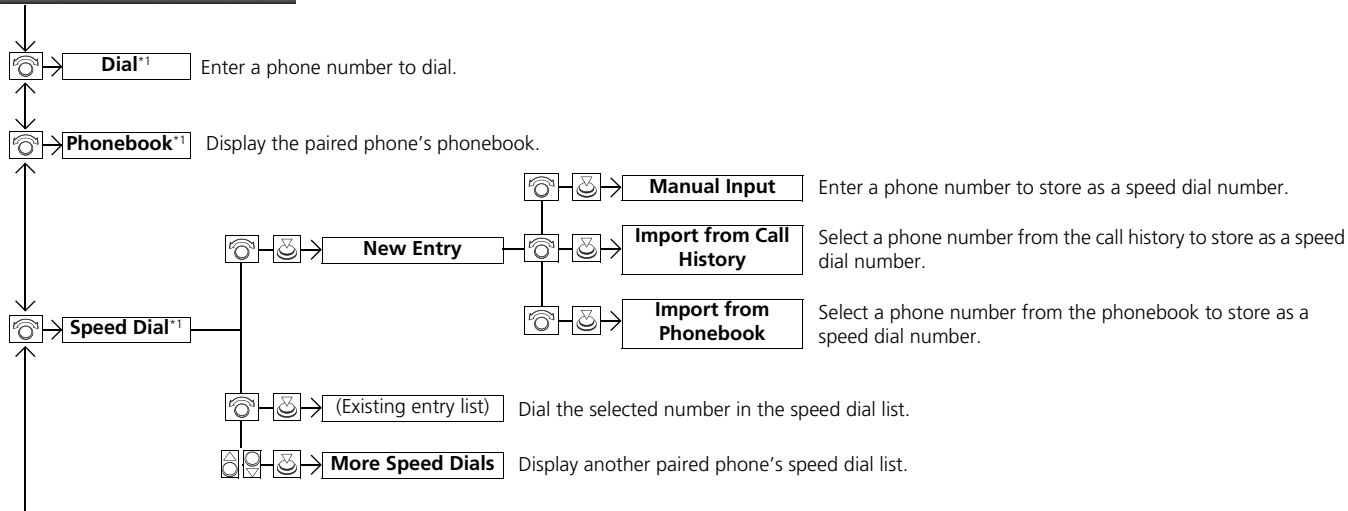 Dial*1 Enter a phone number to dial.
Phonebook*1 Display the paired phone’s phonebook.
Manual Input Enter a phone number to store as a speed dial number.
New Entry
Import from Call
History
Select a phone number from the call history to store as a speed
dial number.
Speed Dial*1
Import from
Phonebook
Select a phone number from the phonebook to store as a
speed dial number.
(Existing entry list) Dial the selected number in the speed dial list.
More Speed Dials Display another paired phone’s speed dial list.